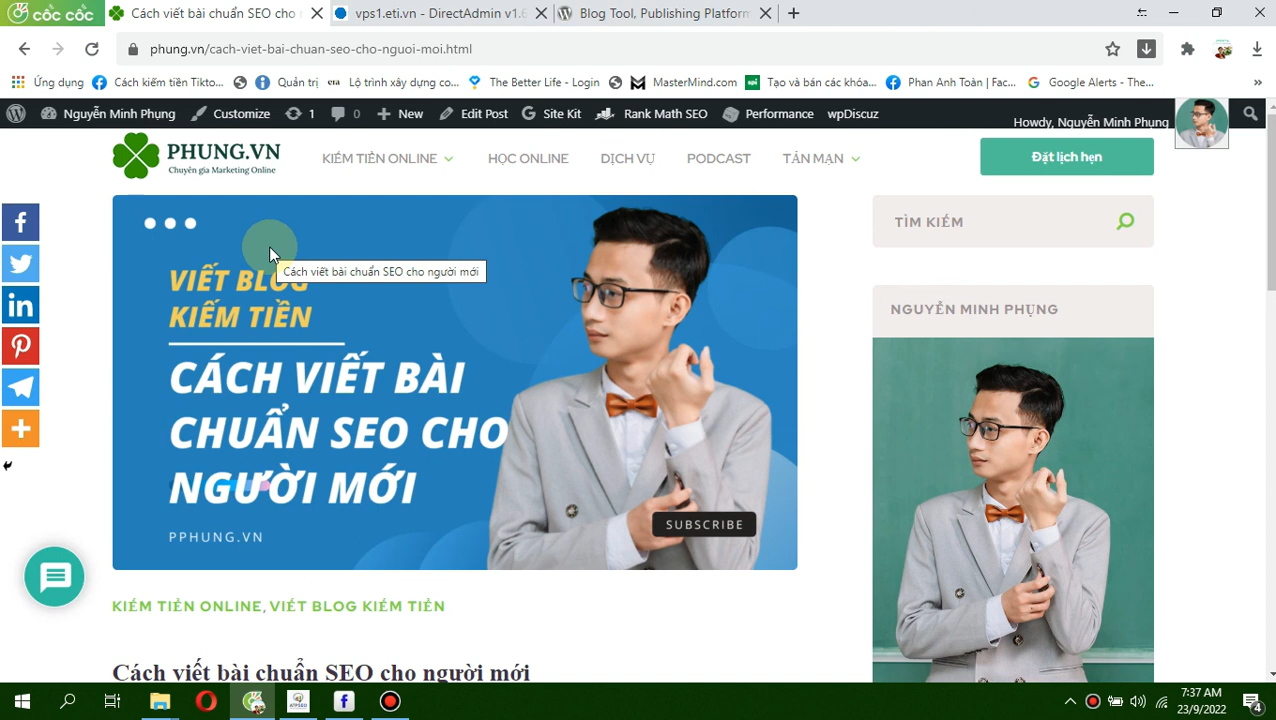 cốc cốc
Cách viết bài chuẩn SEO cho
vps1.eti.vn - DirectAdmin v1.6
Blog Tool, Publishing Platform
phung.vn/cach-viet-bai-chuan-seo-cho-nguoi-moi.html
Ứng dụng
Cách kiếm tiền Tikto...
Quản trị
Lộ trình xây dựng co...
The Better Life - Login
MasterMind.com
Tạo và bán các khóa...
Phan Anh Toàn | Fac...
Google Alerts - The...
Nguyễn Minh Phụng
Customize
1
0
New
Edit Post
Site Kit
Rank Math SEO
Performance
wpDiscuz
Howdy, Nguyễn Minh Phụng
PHUNG.VN
Chuyên gia Marketing Online
KIẾM TIỀN ONLINE
HỌC ONLINE
DỊCH VỤ
PODCAST
TẢN MẠN
Đặt lịch hẹn
VIẾT BLOG
KIẾM TIỀN
Cách viết bài chuẩn SEO cho người mới
CÁCH VIẾT BÀI
CHUẨN SEO CHO
NGƯỜI MỚI
PPHUNG.VN
SUBSCRIBE
TÌM KIẾM
NGUYỄN MINH PHỤNG
KIẾM TIỀN ONLINE, VIẾT BLOG KIẾM TIỀN
Cách viết bài chuẩn SEO cho người mới
7:37 AM
23/9/2022
4